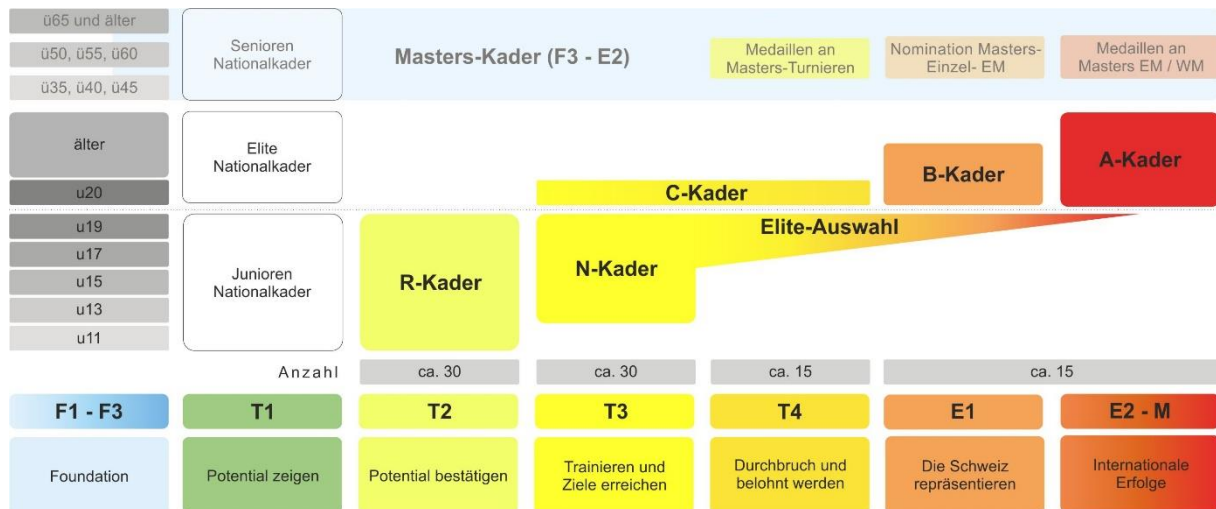 ü65 und älter
ü50, ü55, ü60
ü35, ü40, ü45
Senioren
Nationalkader
Masters-Kader (F3 - E2)
Medaillen an
Masters-Turnieren
Nomination Masters-
Einzel- EM
Medaillen an
Masters EM / WM
älter
u20
Elite
Nationalkader
C-Kader
B-Kader
A-Kader
u19
u17
u15
u13
u11
Junioren
Nationalkader
R-Kader
N-Kader
Elite-Auswahl
Anzahl
ca. 30
ca. 30
ca. 15
ca. 15
F1 - F3
T1
T2
T3
T4
E1
E2 - M
Foundation
Potential zeigen
Potential bestätigen
Trainieren und
Ziele erreichen
Durchbruch und
belohnt werden
Die Schweiz
repräsentieren
Internationale
Erfolge